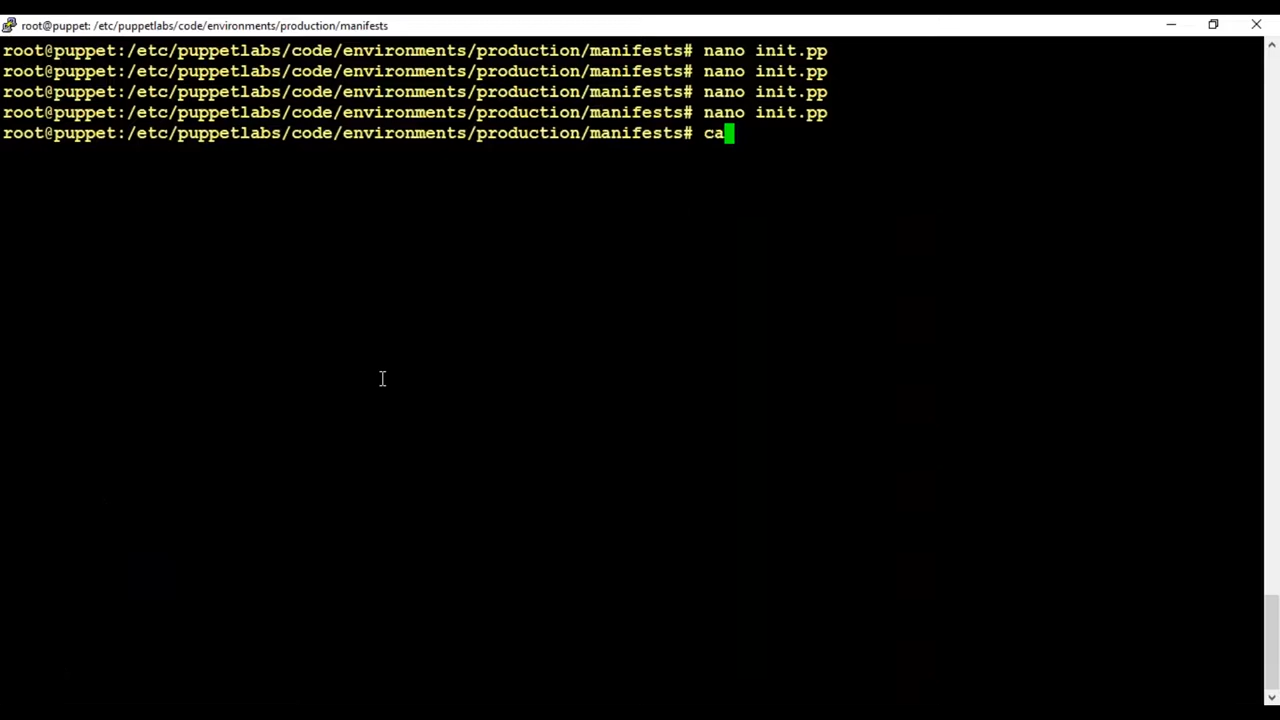 root@puppet: /etc/puppetlabs/code/environments/production/manifests
root@puppet:/etc/puppetlabs/code/environments/production/manifests# nano init.pp
root@puppet:/etc/puppetlabs/code/environments/production/manifests# nano init.pp
root@puppet:/etc/puppetlabs/code/environments/production/manifests# nano init.pp
root@puppet:/etc/puppetlabs/code/environments/production/manifests# nano init.pp
root@puppet:/etc/puppetlabs/code/environments/production/manifests# ca